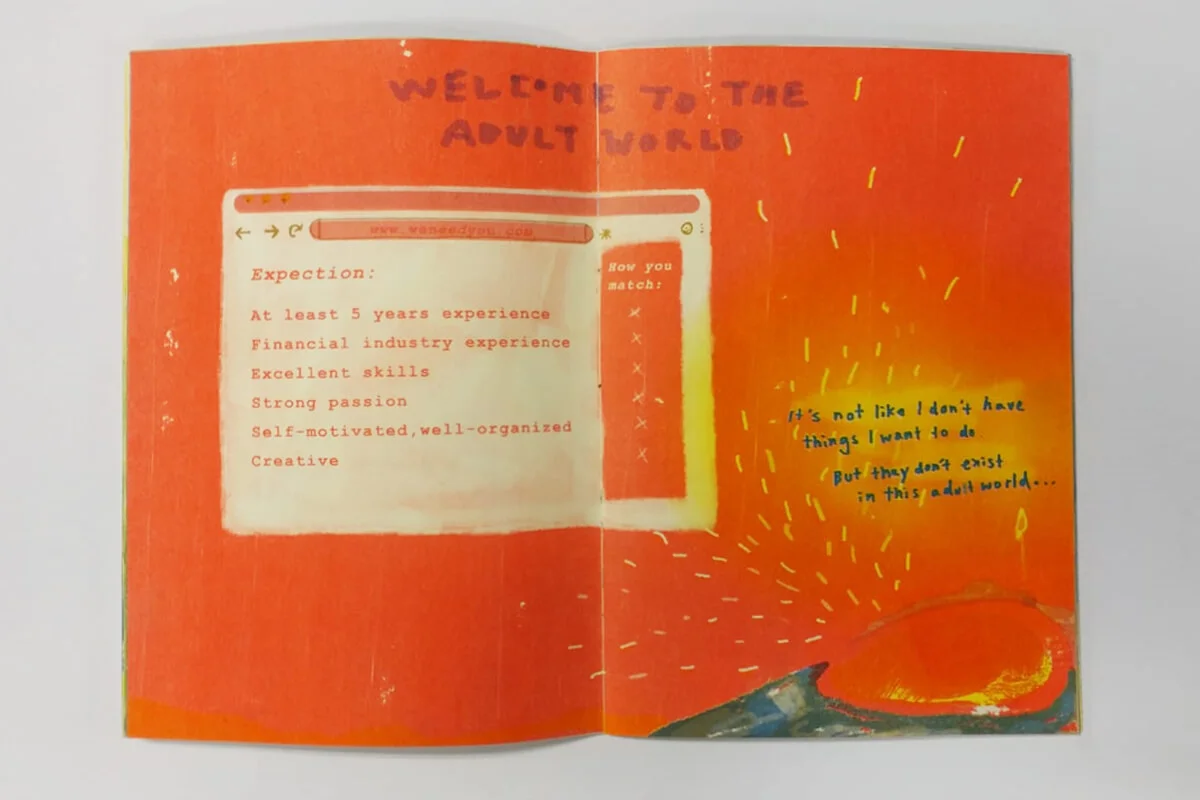 WELCOME TO THE
ADULT WORLD
www.weneedyou.com
Expection:
At least 5 years experience
Financial industry experience
Excellent skills
Strong passion
Self-motivated,well-organized
Creative
How you
match:
x
x
x
x
x
x
It's not like I don't have
things I want to do
But they don't exist
in this adult world...